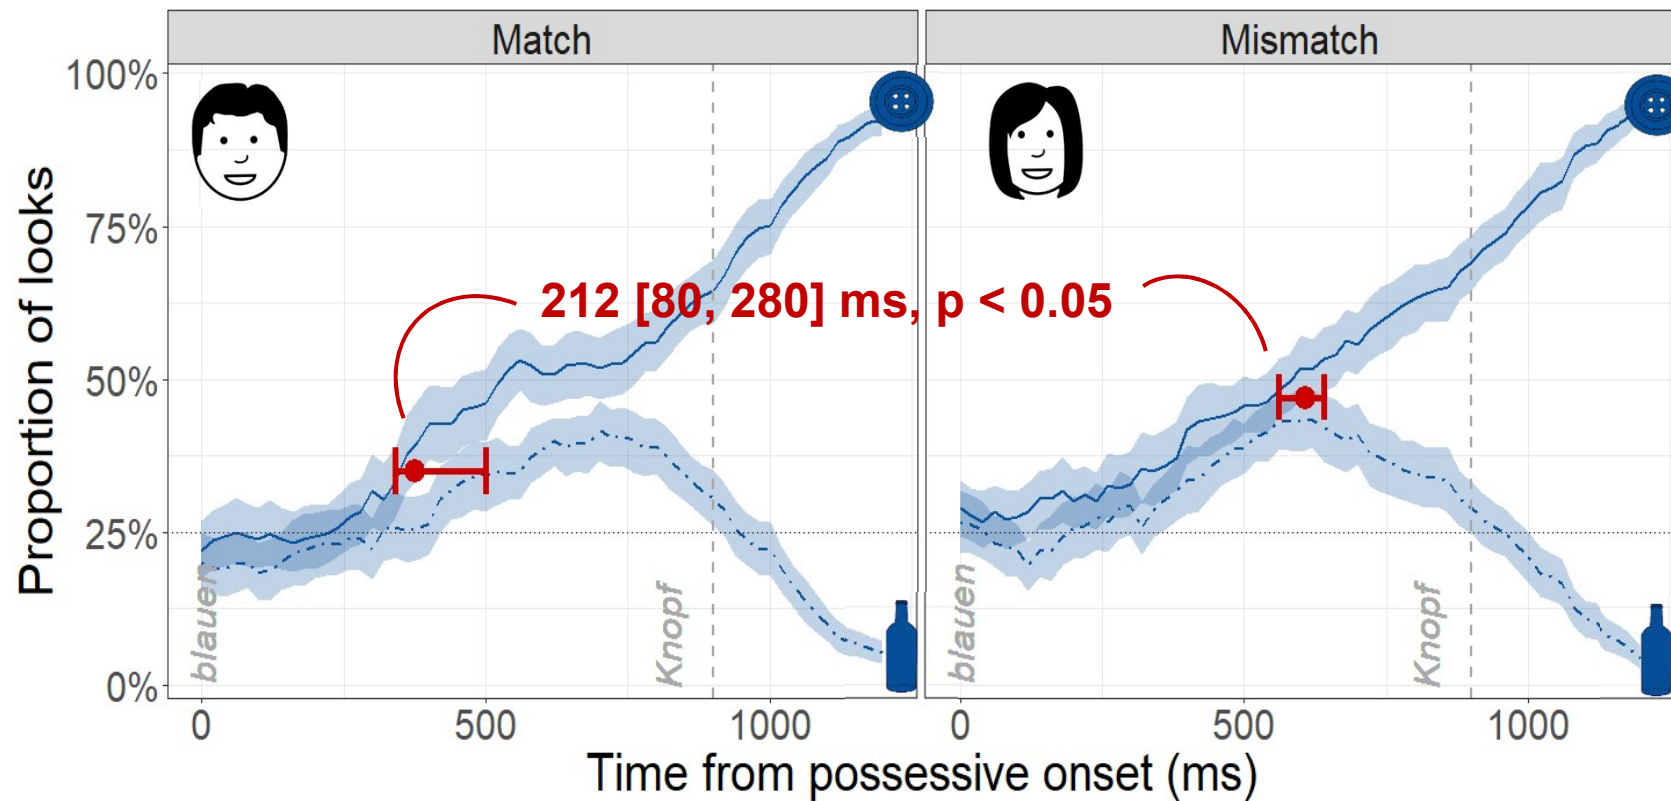 Match
Mismatch
100%
75%
50%
25%
0%
Proportion of looks
212 [80, 280] ms, p < 0.05
blauen
Knopf
blauen
Knopf
0
500
1000
0
500
1000
Time from possessive onset (ms)